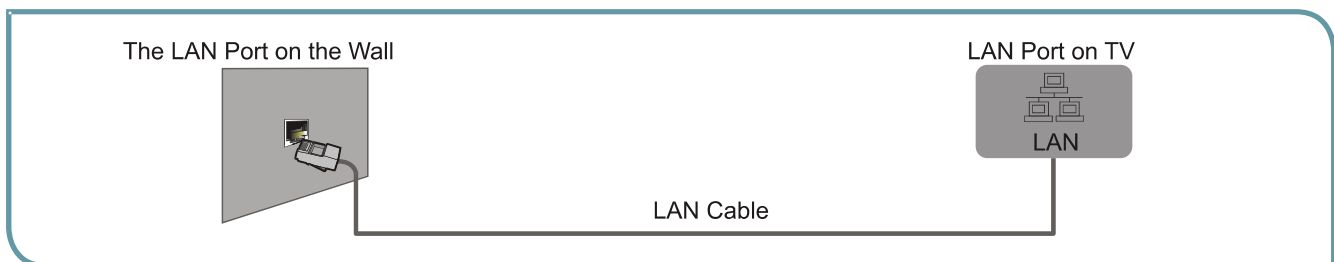 The LAN Port on the Wall
LAN Port on TV
LAN
LAN Cable